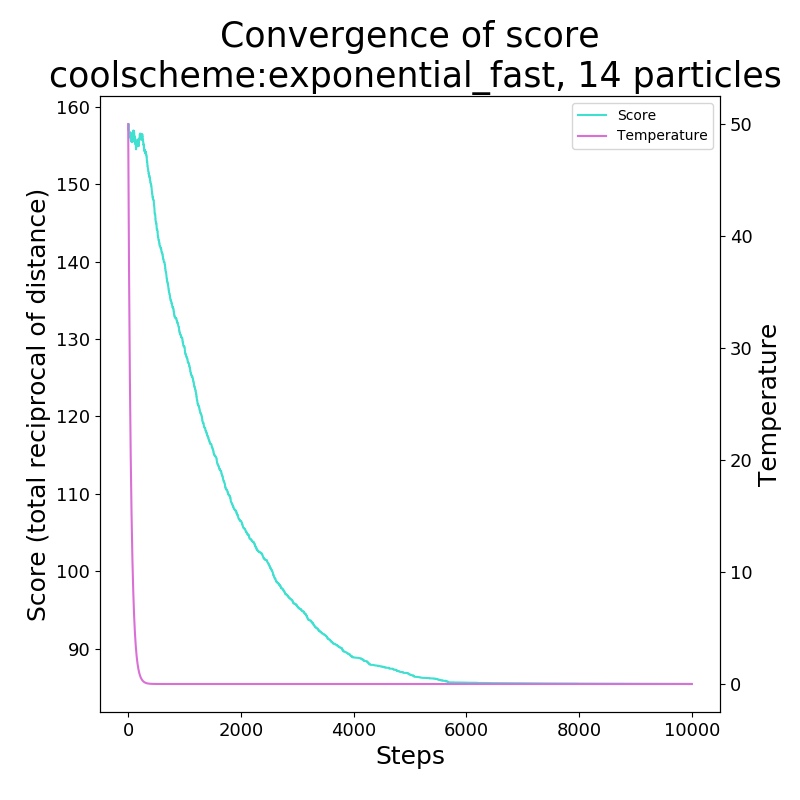 Convergence of score
coolscheme:exponential_fast, 14 particles
Score
Temperature
160
150
140
130
120
110
100
90
Score (total reciprocal of distance)
50
40
30
20
10
0
Temperature
0 2000 4000 6000 8000 10000
Steps